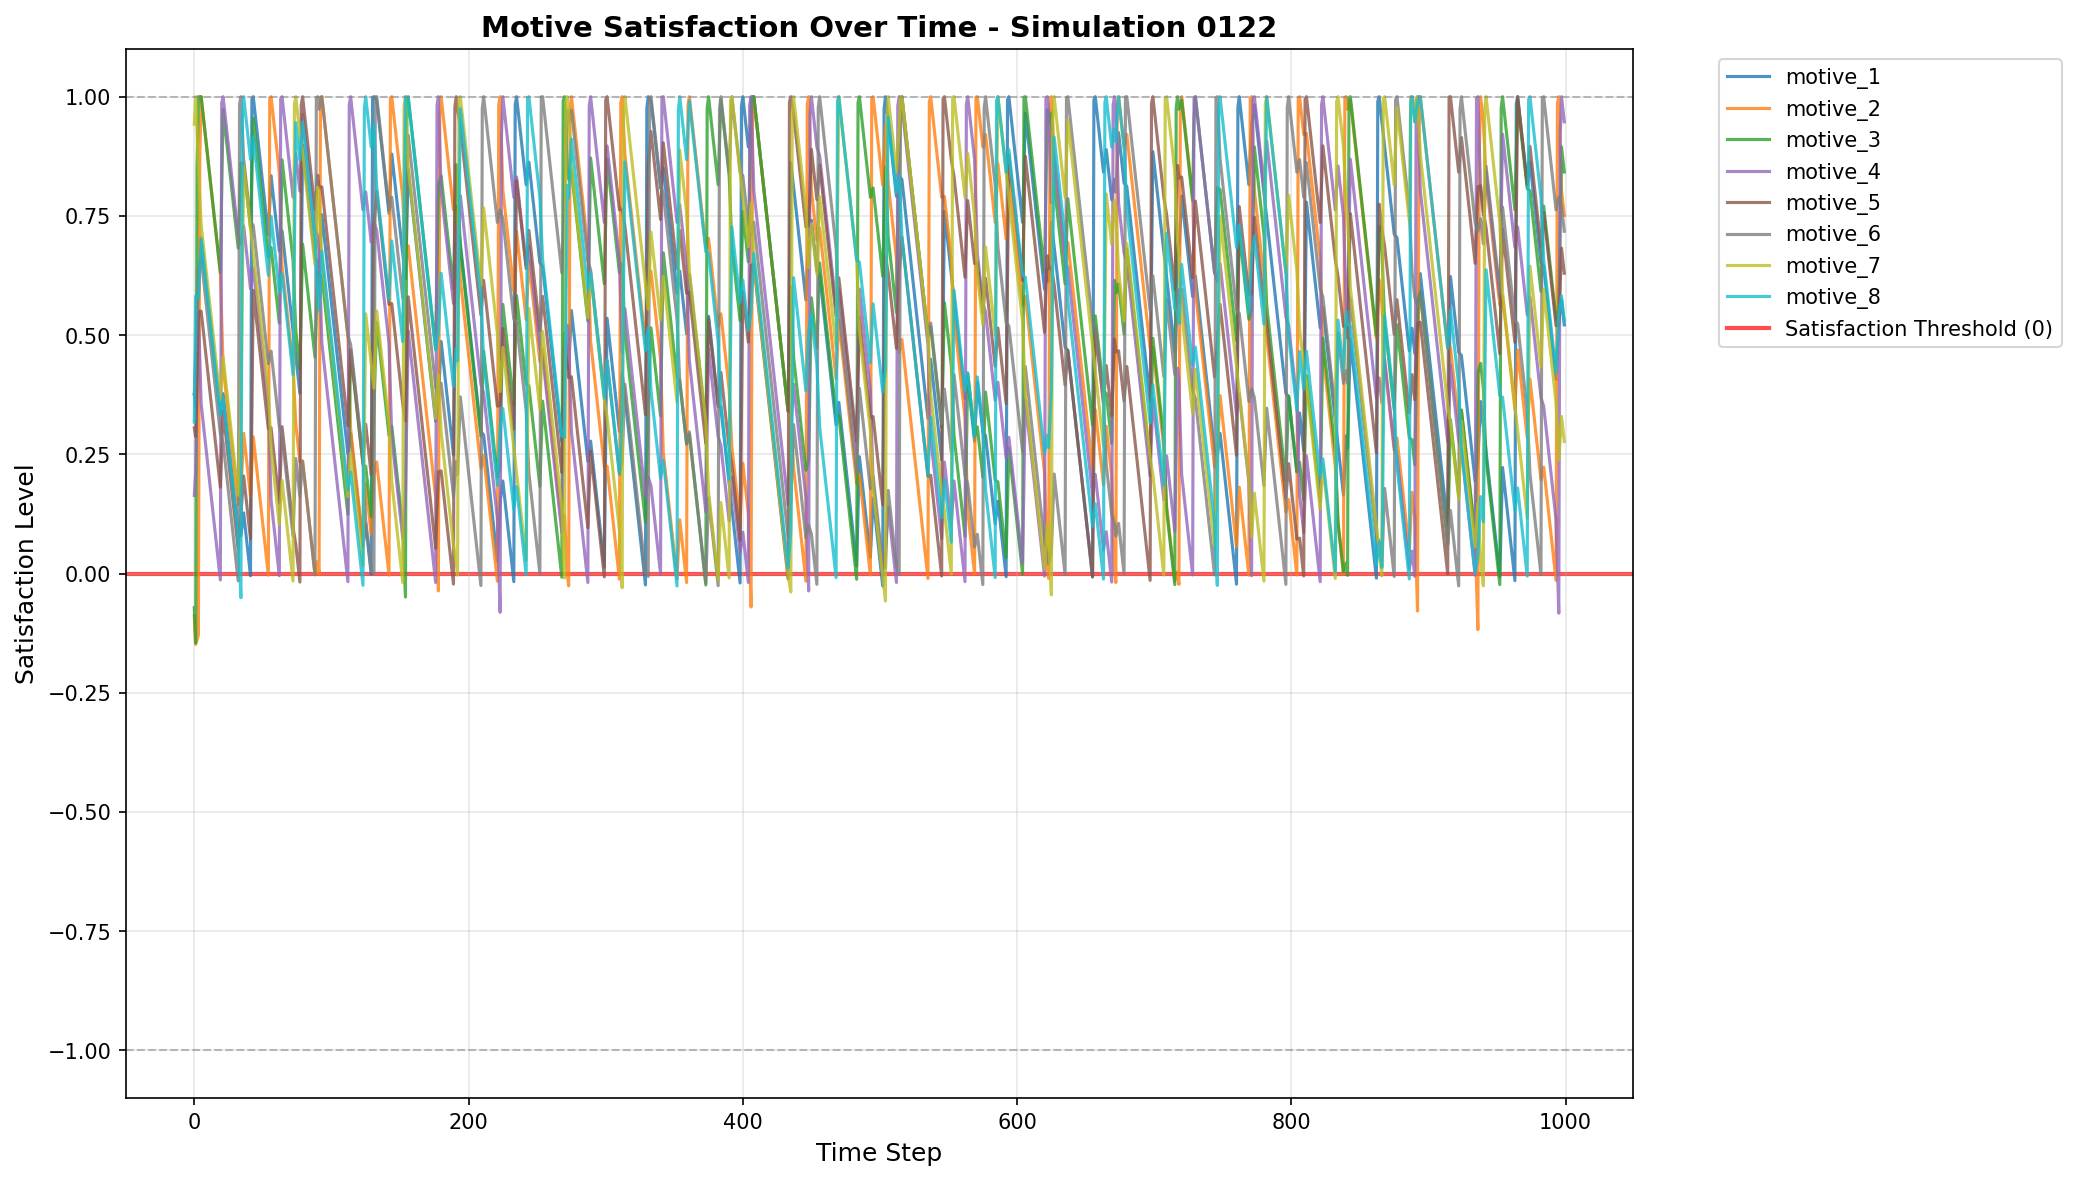 Motive Satisfaction Over Time - Simulation 0122
1.00
0.75
0.50
0.25
0.00
−0.25
−0.50
−0.75
−1.00
Satisfaction Level
0
200
400
600
800
1000
Time Step
motive_1
motive_2
motive_3
motive_4
motive_5
motive_6
motive_7
motive_8
Satisfaction Threshold (0)